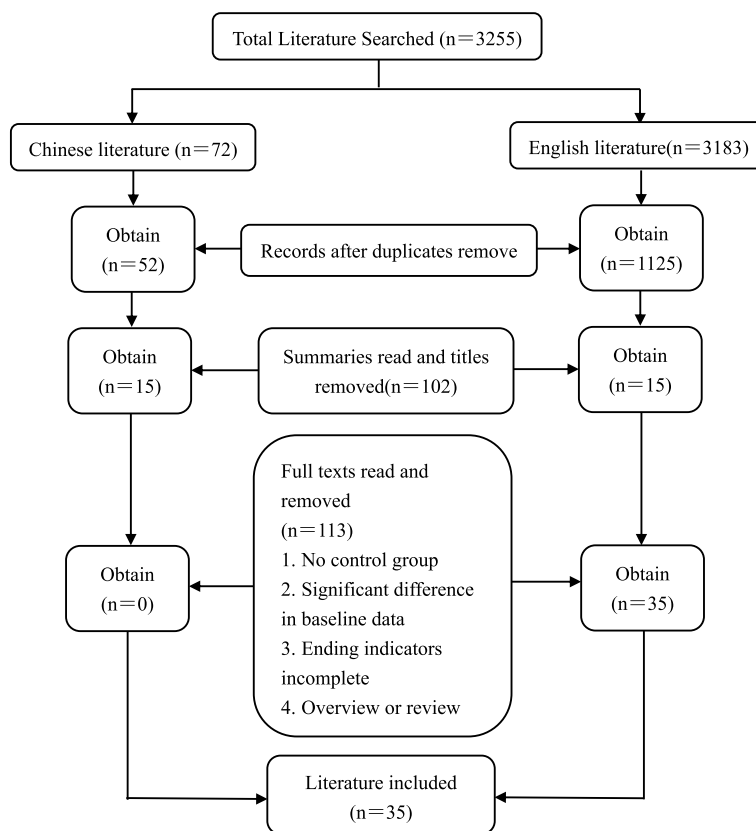 Total Literature Searched (n＝3255)
Chinese literature (n＝72)
English literature(n＝3183)
Obtain
(n＝52)
Records after duplicates remove
Obtain
(n＝1125)
Obtain
(n＝15)
Summaries read and titles
removed(n＝102)
Obtain
(n＝15)
Full texts read and
removed
(n＝113)
1. No control group
2. Significant difference
in baseline data
3. Ending indicators
incomplete
4. Overview or review
Obtain
(n＝0)
Obtain
(n＝35)
Literature included
(n＝35)